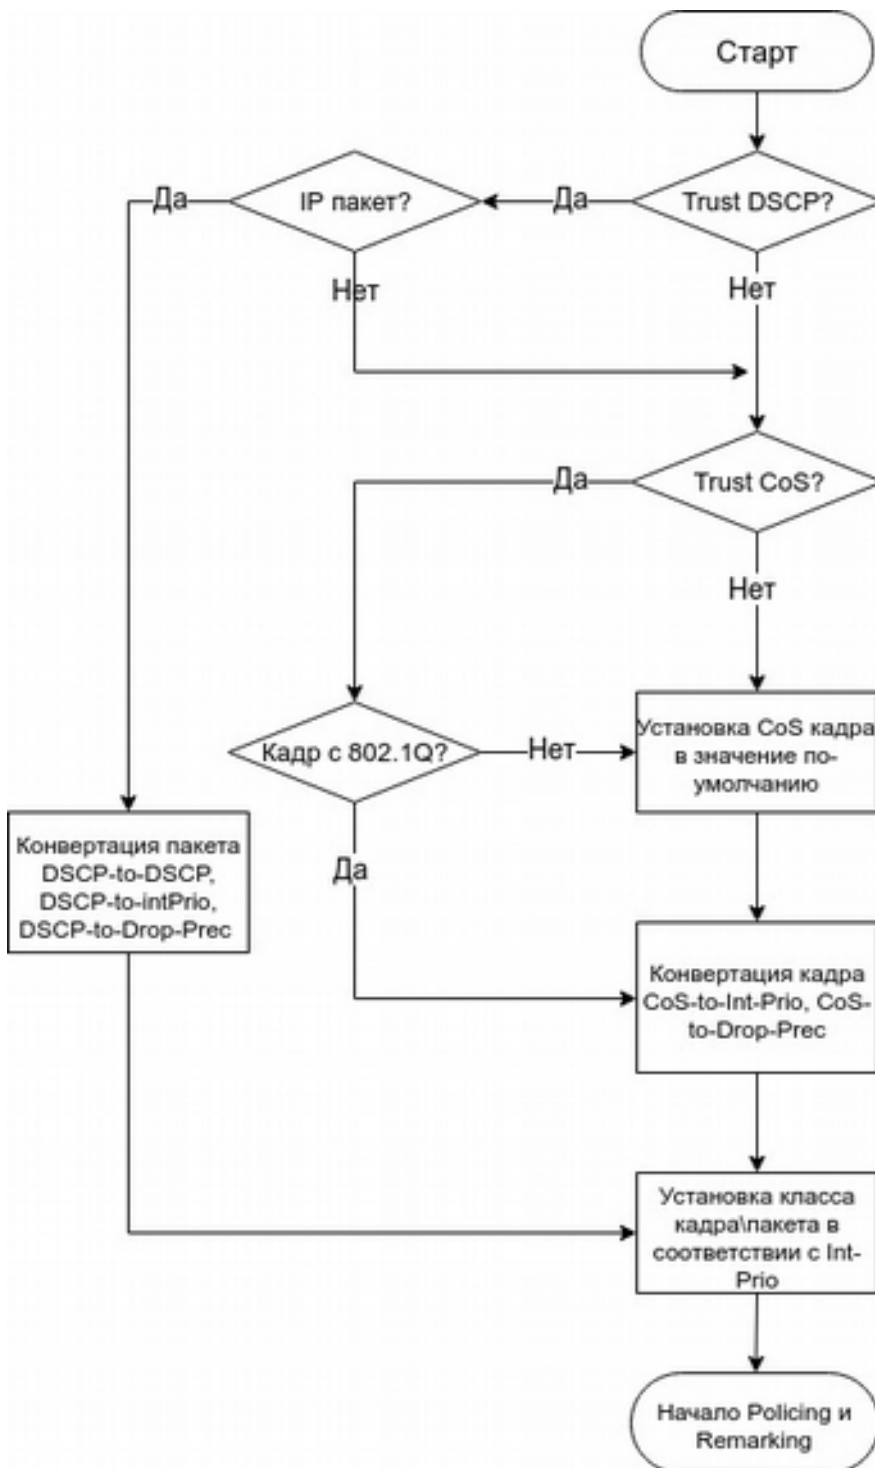 Старт
Да
IP пакет?
Да
Trust DSCP?
Нет
Нет
Да
Trust CoS?
Нет
Кадр с 802.1Q?
Нет
Установка CoS кадра
в значение по-
умолчанию
Конвертация пакета
DSCP-to-DSCP,
DSCP-to-intPrio,
DSCP-to-Drop-Prec
Да
Конвертация кадра
CoS-to-Int-Prio, CoS-
to-Drop-Prec
Установка класса
кадра\пакета в
соответствии с Int-
Prio
Начало Policing и
Remarking